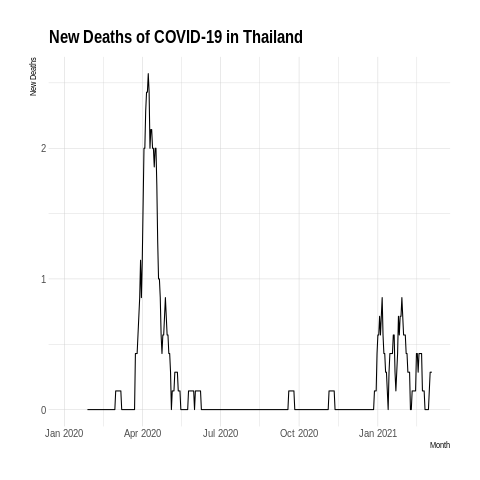 New Deaths of COVID-19 in Thailand
New Deaths
2
1
0
Jan 2020 Apr 2020 Jul 2020 Oct 2020 Jan 2021
Month